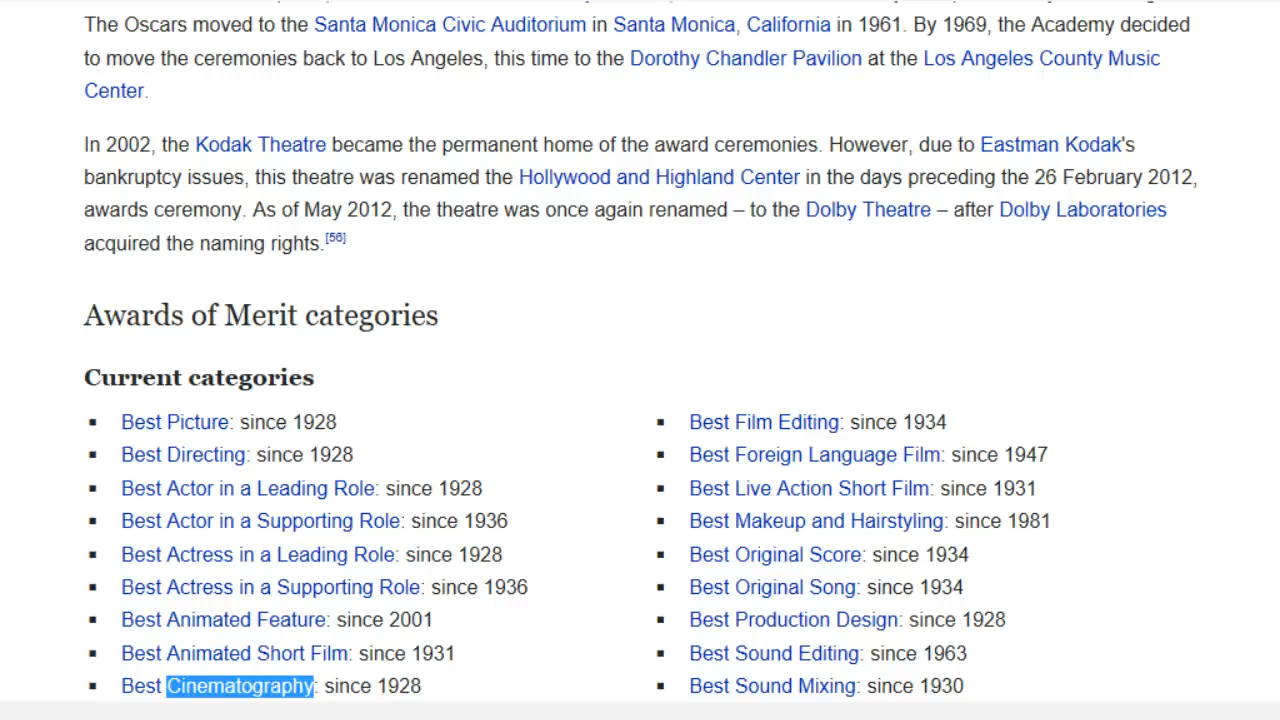 The Oscars moved to the Santa Monica Civic Auditorium in Santa Monica, California in 1961. By 1969, the Academy decided
to move the ceremonies back to Los Angeles, this time to the Dorothy Chandler Pavilion at the Los Angeles County Music
Center.
In 2002, the Kodak Theatre became the permanent home of the award ceremonies. However, due to Eastman Kodak's
bankruptcy issues, this theatre was renamed the Hollywood and Highland Center in the days preceding the 26 February 2012,
awards ceremony. As of May 2012, the theatre was once again renamed – to the Dolby Theatre – after Dolby Laboratories
acquired the naming rights.[56]
Awards of Merit categories
Current categories
▪ Best Picture: since 1928
▪ Best Directing: since 1928
▪ Best Actor in a Leading Role: since 1928
▪ Best Actor in a Supporting Role: since 1936
▪ Best Actress in a Leading Role: since 1928
▪ Best Actress in a Supporting Role: since 1936
▪ Best Animated Feature: since 2001
▪ Best Animated Short Film: since 1931
▪ Best Cinematography: since 1928
▪ Best Film Editing: since 1934
▪ Best Foreign Language Film: since 1947
▪ Best Live Action Short Film: since 1931
▪ Best Makeup and Hairstyling: since 1981
▪ Best Original Score: since 1934
▪ Best Original Song: since 1934
▪ Best Production Design: since 1928
▪ Best Sound Editing: since 1963
▪ Best Sound Mixing: since 1930